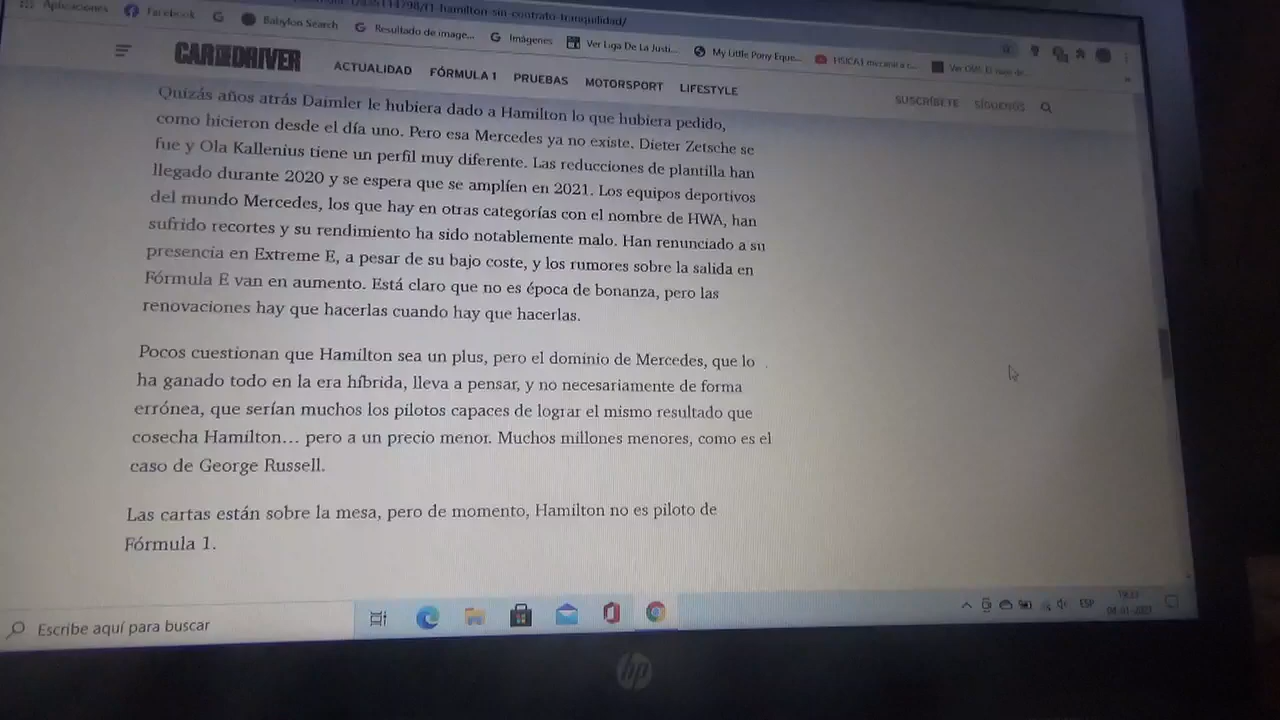 f1-hamilton-sin-contrato-tranquilidad/
Aplicaciones Facebook Babylon Search Resultado de image... Imágenes Ver Liga De La Justi... My Little Pony Eque...
CAR DRIVER ACTUALIDAD FÓRMULA 1 PRUEBAS MOTORSPORT LIFESTYLE SUSCRÍBETE SÍGUENOS
Quizás años atrás Daimler le hubiera dado a Hamilton lo que hubiera pedido,
como hicieron desde el día uno. Pero esa Mercedes ya no existe. Dieter Zetsche se
fue y Ola Kallenius tiene un perfil muy diferente. Las reducciones de plantilla han
llegado durante 2020 y se espera que se amplíen en 2021. Los equipos deportivos
del mundo Mercedes, los que hay en otras categorías con el nombre de HWA, han
sufrido recortes y su rendimiento ha sido notablemente malo. Han renunciado a su
presencia en Extreme E, a pesar de su bajo coste, y los rumores sobre la salida en
Fórmula E van en aumento. Está claro que no es época de bonanza, pero las
renovaciones hay que hacerlas cuando hay que hacerlas.
Pocos cuestionan que Hamilton sea un plus, pero el dominio de Mercedes, que lo
ha ganado todo en la era híbrida, lleva a pensar, y no necesariamente de forma
errónea, que serían muchos los pilotos capaces de lograr el mismo resultado que
cosecha Hamilton... pero a un precio menor. Muchos millones menores, como es el
caso de George Russell.
Las cartas están sobre la mesa, pero de momento, Hamilton no es piloto de
Fórmula 1.
Escribe aquí para buscar ESP
hp